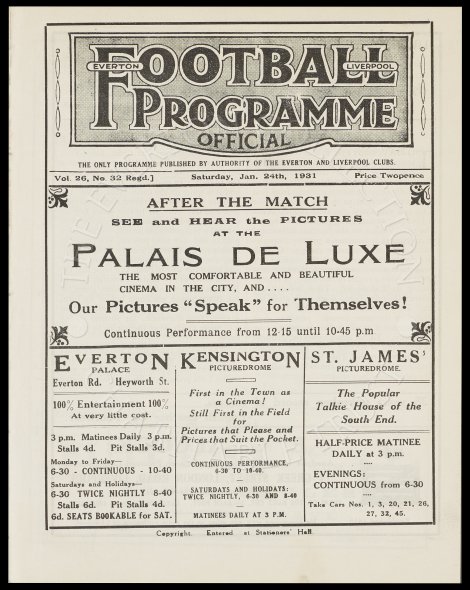 FOOTBALL
EVERTON LIVERPOOL
PROGRAMME
OFFICIAL
THE ONLY PROGRAMME PUBLISHED BY AUTHORITY OF THE EVERTON AND LIVERPOOL CLUBS.
Vol. 26, No. 32 Regd.] Saturday, Jan. 24th, 1931 Price Twopence
AFTER THE MATCH
SEE and HEAR the PICTURES
AT THE
PALAIS DE LUXE
THE MOST COMFORTABLE AND BEAUTIFUL
CINEMA IN THE CITY, AND ....
Our Pictures "Speak" for Themselves!
Continuous Performance from 12-15 until 10-45 p.m
EVERTON
PALACE
Everton Rd. Heyworth St.
100% Entertainment 100%
At very little cost.
3 p.m. Matinees Daily 3 p.m.
Stalls 4d. Pit Stalls 3d.
Monday to Friday—
6-30 - CONTINUOUS - 10-40
Saturdays and Holidays—
6-30 TWICE NIGHTLY 8-40
Stalls 6d. Pit Stalls 4d.
6d. SEATS BOOKABLE for SAT.
KENSINGTON
PICTUREDROME
First in the Town as
a Cinema!
Still First in the Field
for
Pictures that Please and
Prices that Suit the Pocket.
CONTINUOUS PERFORMANCE,
6-30 TO 10-40.
SATURDAYS AND HOLIDAYS:
TWICE NIGHTLY, 6-30 AND 8-40
MATINEES DAILY AT 3 P.M.
ST. JAMES'
PICTUREDROME.
The Popular
Talkie House of the
South End.
HALF-PRICE MATINEE
DAILY at 3 p.m.
EVENINGS:
CONTINUOUS from 6-30
Take Cars Nos. 1, 3, 20, 21, 26,
27, 32, 45.
Copyright. Entered at Stationers' Hall.